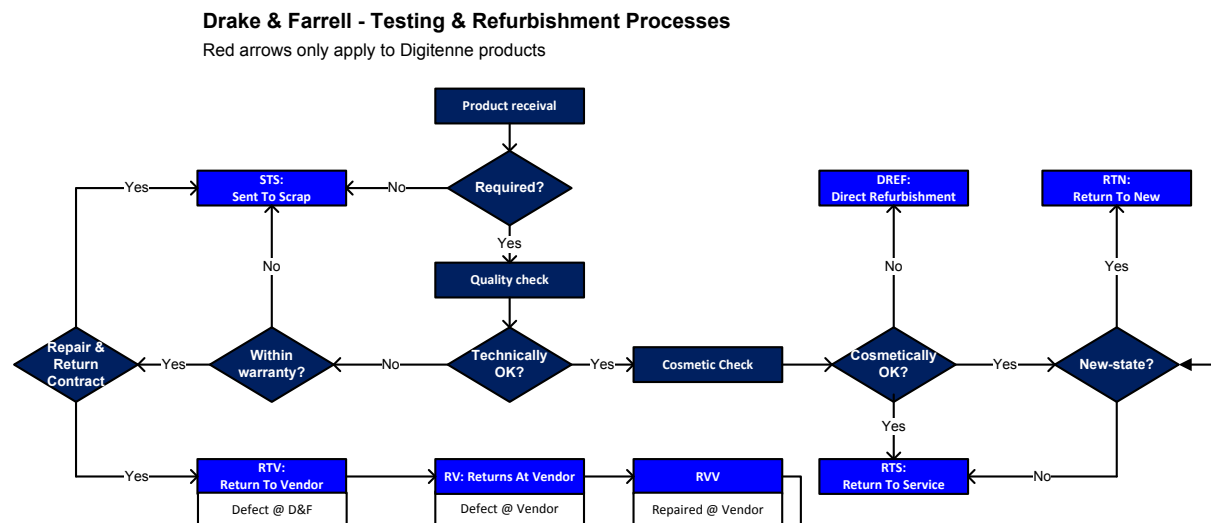 Drake & Farrell - Testing & Refurbishment Processes
Red arrows only apply to Digitenne products
Product receival
Yes
STS:
Sent To Scrap
No
Required?
DREF:
Direct Refurbishment
RTN:
Return To New
Yes
No
Quality check
No
Yes
Repair &
Return
Contract
Yes
Within
warranty?
No
Technically
OK?
Yes
Cosmetic Check
Cosmetically
OK?
Yes
New-state?
Yes
Yes
RTV:
Return To Vendor
Defect @ D&F
RV: Returns At Vendor
Defect @ Vendor
RVV
Repaired @ Vendor
RTS:
Return To Service
No